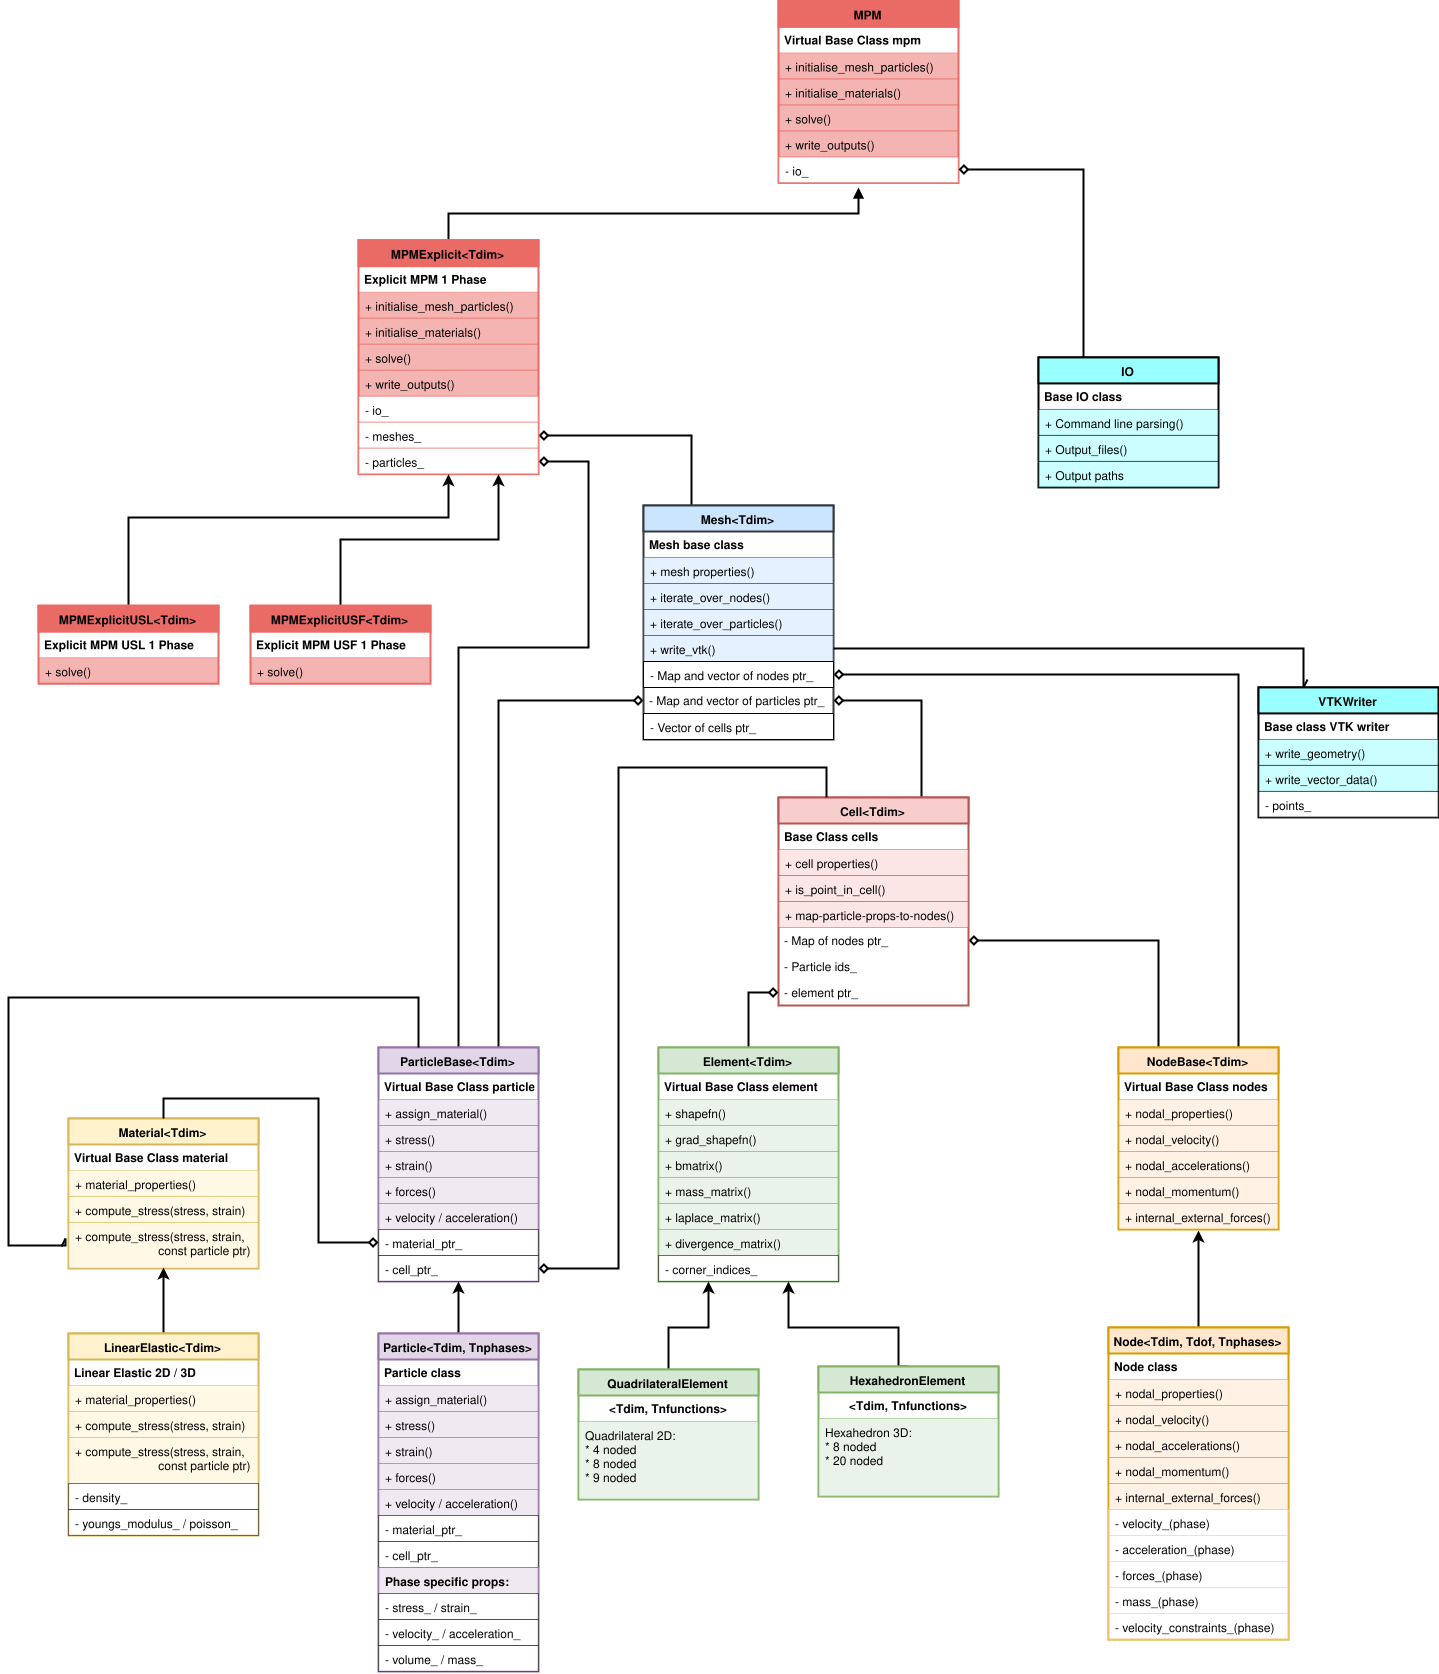 MPM
Virtual Base Class mpm
+ initialise_mesh_particles()
+ initialise_materials()
+ solve()
+ write_outputs()
- io_
MPMExplicit<Tdim>
Explicit MPM 1 Phase
+ initialise_mesh_particles()
+ initialise_materials()
+ solve()
+ write_outputs()
- io_
- meshes_
- particles_
IO
Base IO class
+ Command line parsing()
+ Output_files()
+ Output paths
Mesh<Tdim>
Mesh base class
+ mesh properties()
+ iterate_over_nodes()
+ iterate_over_particles()
+ write_vtk()
- Map and vector of nodes ptr_
- Map and vector of particles ptr_
- Vector of cells ptr_
MPMExplicitUSL<Tdim>
Explicit MPM USL 1 Phase
+ solve()
MPMExplicitUSF<Tdim>
Explicit MPM USF 1 Phase
+ solve()
VTKWriter
Base class VTK writer
+ write_geometry()
+ write_vector_data()
- points_
Cell<Tdim>
Base Class cells
+ cell properties()
+ is_point_in_cell()
+ map-particle-props-to-nodes()
- Map of nodes ptr_
- Particle ids_
- element ptr_
ParticleBase<Tdim>
Virtual Base Class particle
+ assign_material()
+ stress()
+ strain()
+ forces()
+ velocity / acceleration()
- material_ptr_
- cell_ptr_
Element<Tdim>
Virtual Base Class element
+ shapefn()
+ grad_shapefn()
+ bmatrix()
+ mass_matrix()
+ laplace_matrix()
+ divergence_matrix()
- corner_indices_
NodeBase<Tdim>
Virtual Base Class nodes
+ nodal_properties()
+ nodal_velocity()
+ nodal_accelerations()
+ nodal_momentum()
+ internal_external_forces()
Material<Tdim>
Virtual Base Class material
+ material_properties()
+ compute_stress(stress, strain)
+ compute_stress(stress, strain,
const particle ptr)
LinearElastic<Tdim>
Linear Elastic 2D / 3D
+ material_properties()
+ compute_stress(stress, strain)
+ compute_stress(stress, strain,
const particle ptr)
- density_
- youngs_modulus_ / poisson_
Particle<Tdim, Tnphases>
Particle class
+ assign_material()
+ stress()
+ strain()
+ forces()
+ velocity / acceleration()
- material_ptr_
- cell_ptr_
Phase specific props:
- stress_ / strain_
- velocity_ / acceleration_
- volume_ / mass_
QuadrilateralElement
<Tdim, Tnfunctions>
Quadrilateral 2D:
* 4 noded
* 8 noded
* 9 noded
HexahedronElement
<Tdim, Tnfunctions>
Hexahedron 3D:
* 8 noded
* 20 noded
Node<Tdim, Tdof, Tnphases>
Node class
+ nodal_properties()
+ nodal_velocity()
+ nodal_accelerations()
+ nodal_momentum()
+ internal_external_forces()
- velocity_(phase)
- acceleration_(phase)
- forces_(phase)
- mass_(phase)
- velocity_constraints_(phase)